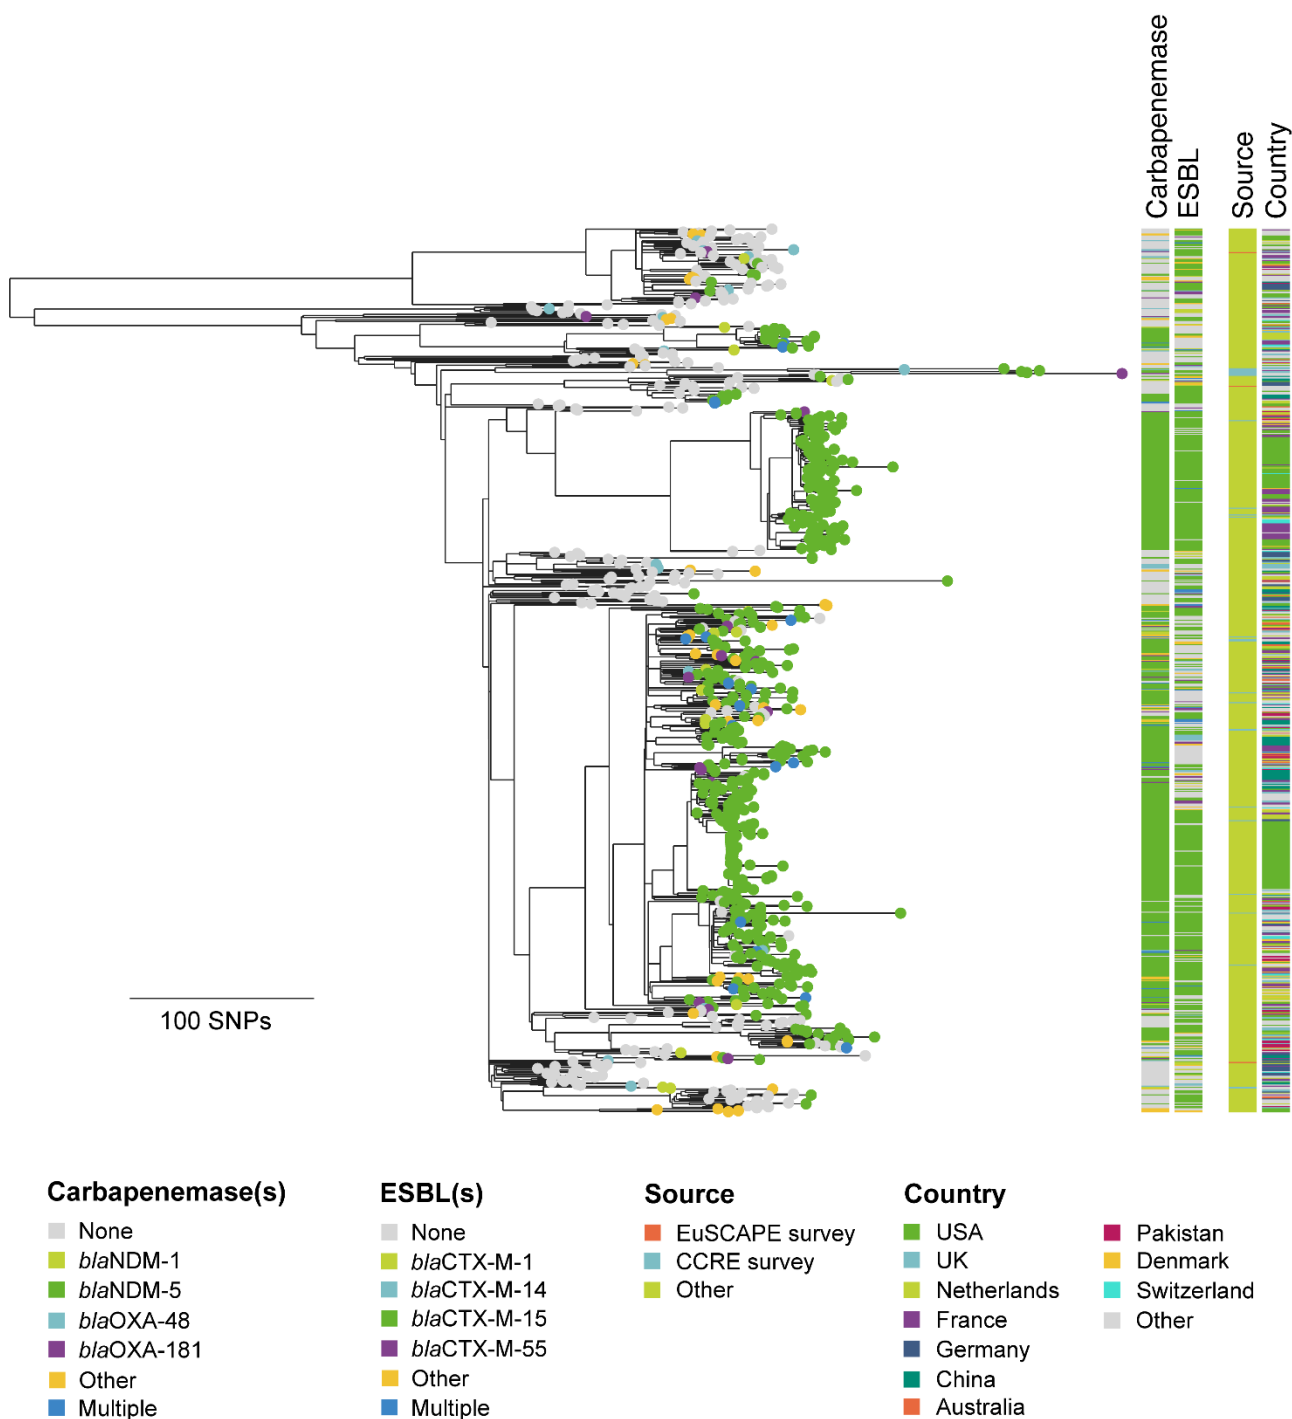 Carbapenemase
ESBL
Source
Country
100 SNPs
Carbapenemase(s)
None
blaNDM-1
blaNDM-5
blaOXA-48
blaOXA-181
Other
Multiple
ESBL(s)
None
blaCTX-M-1
blaCTX-M-14
blaCTX-M-15
blaCTX-M-55
Other
Multiple
Source
EuSCAPE survey
CCRE survey
Other
Country
USA
UK
Netherlands
France
Germany
China
Australia
Pakistan
Denmark
Switzerland
Other